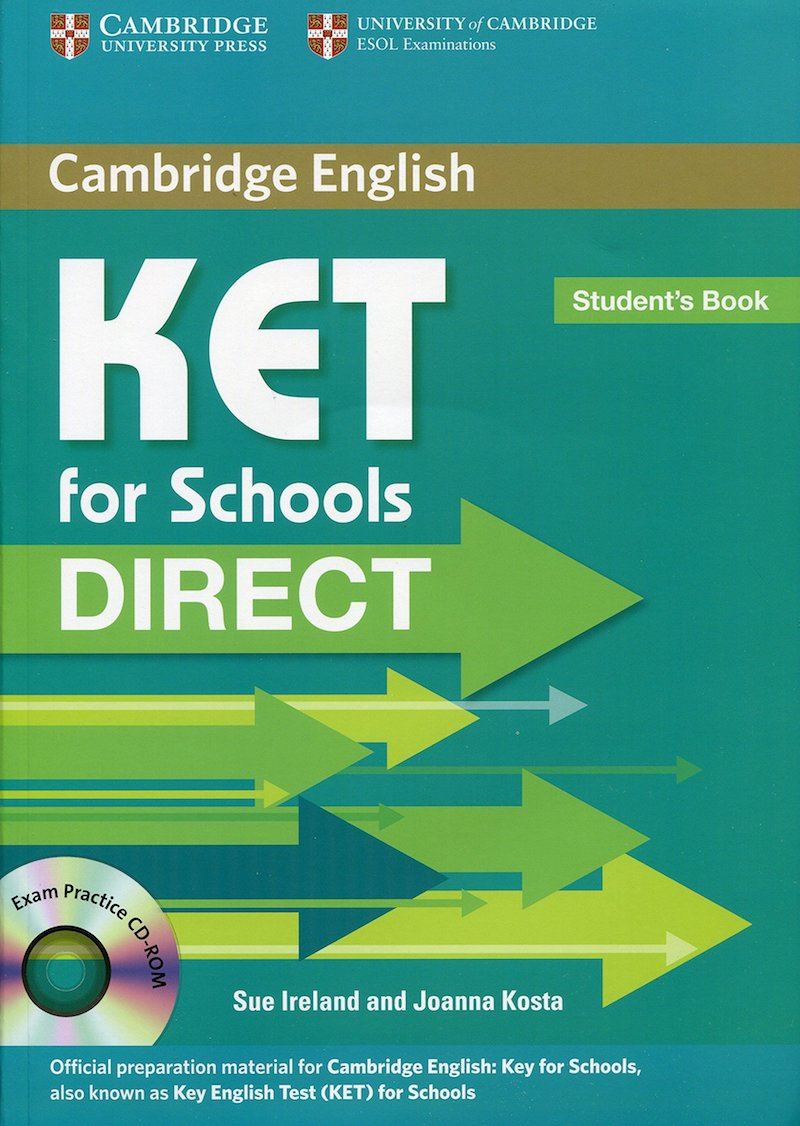 CAMBRIDGE
UNIVERSITY PRESS
UNIVERSITY of CAMBRIDGE
ESOL Examinations
Cambridge English
KET
Student's Book
for Schools
DIRECT
Exam Practice CD-ROM
Sue Ireland and Joanna Kosta
Official preparation material for Cambridge English: Key for Schools,
also known as Key English Test (KET) for Schools